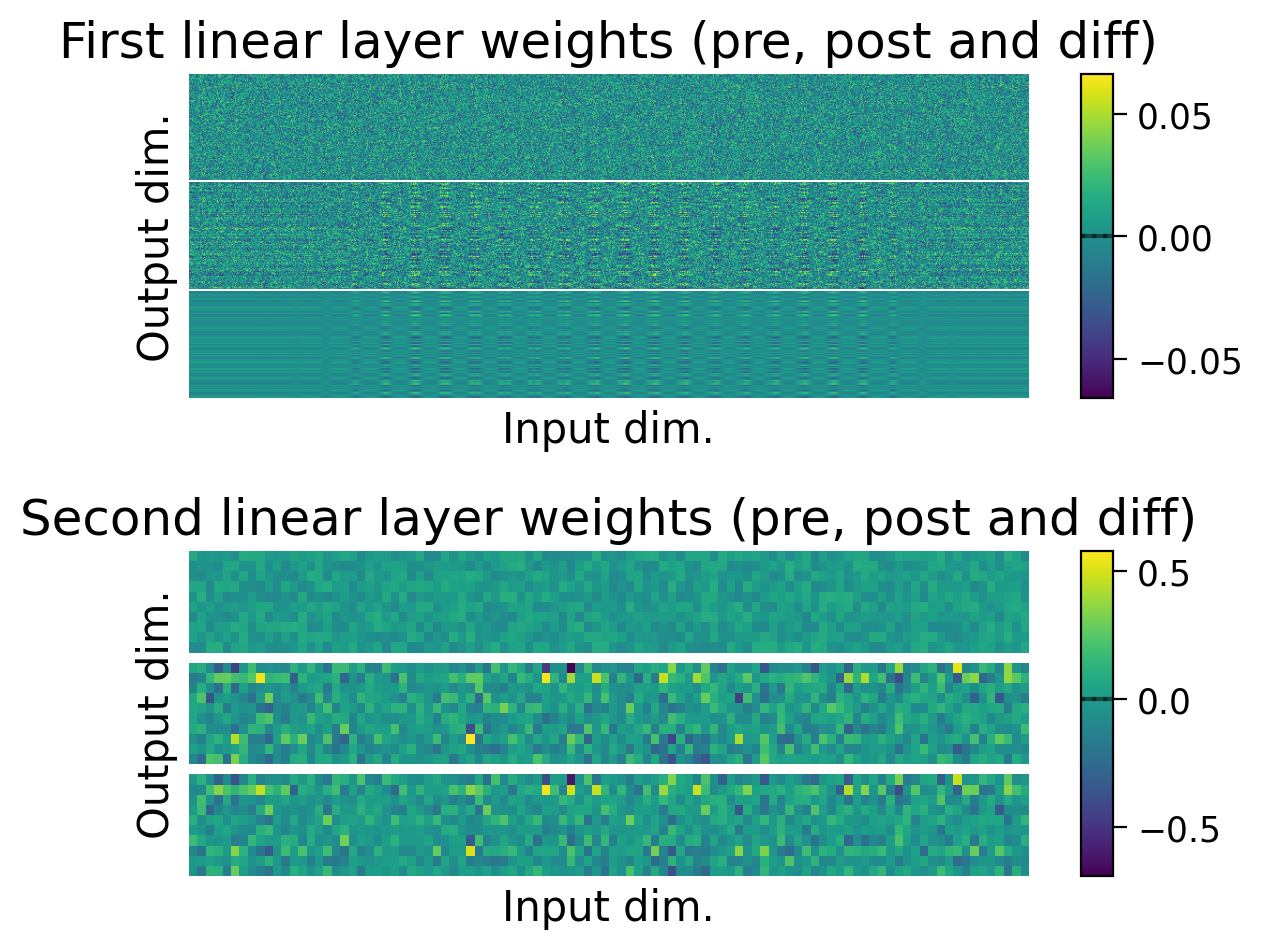 First linear layer weights (pre, post and diff)
Output dim.
0.05
0.00
−0.05
Input dim.
Second linear layer weights (pre, post and diff)
Output dim.
0.5
0.0
−0.5
Input dim.